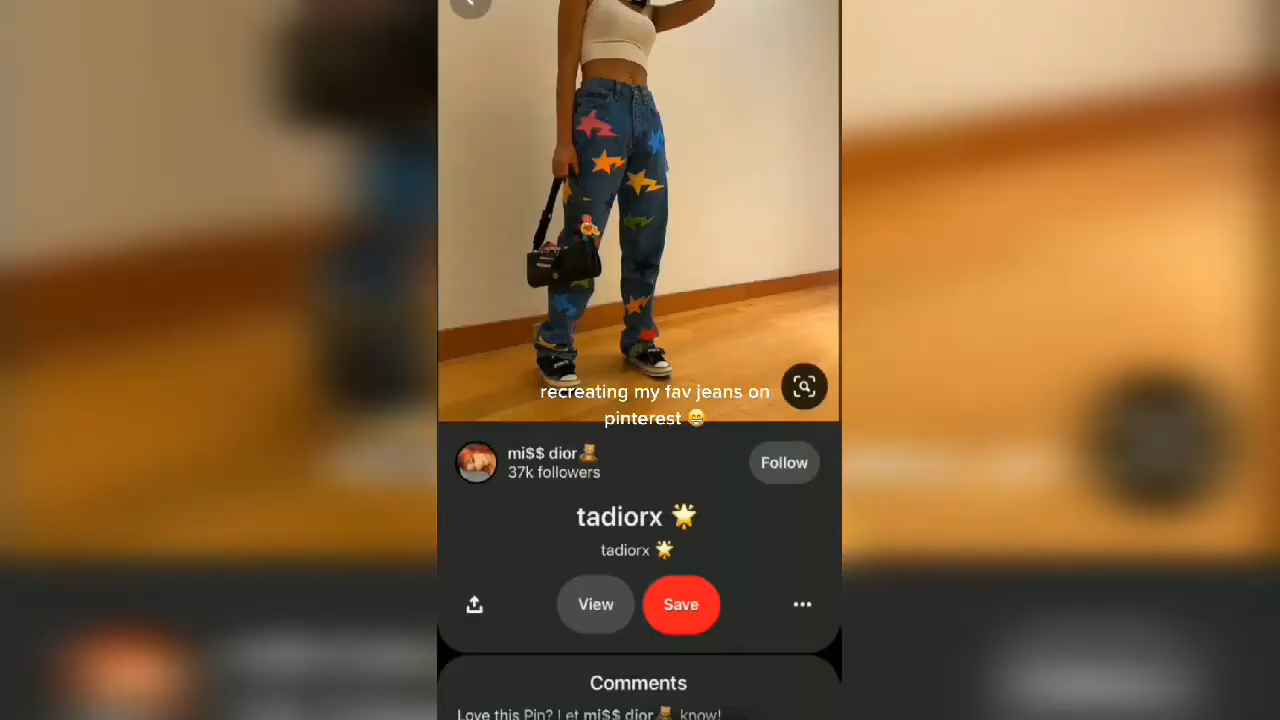 recreating my fav jeans on
pinterest 😁
mi$$ dior🧸
37k followers
Follow
tadiorx 🌟
tadiorx 🌟
View
Save
Comments
Love this Pin? Let mi$$ dior🧸 know!